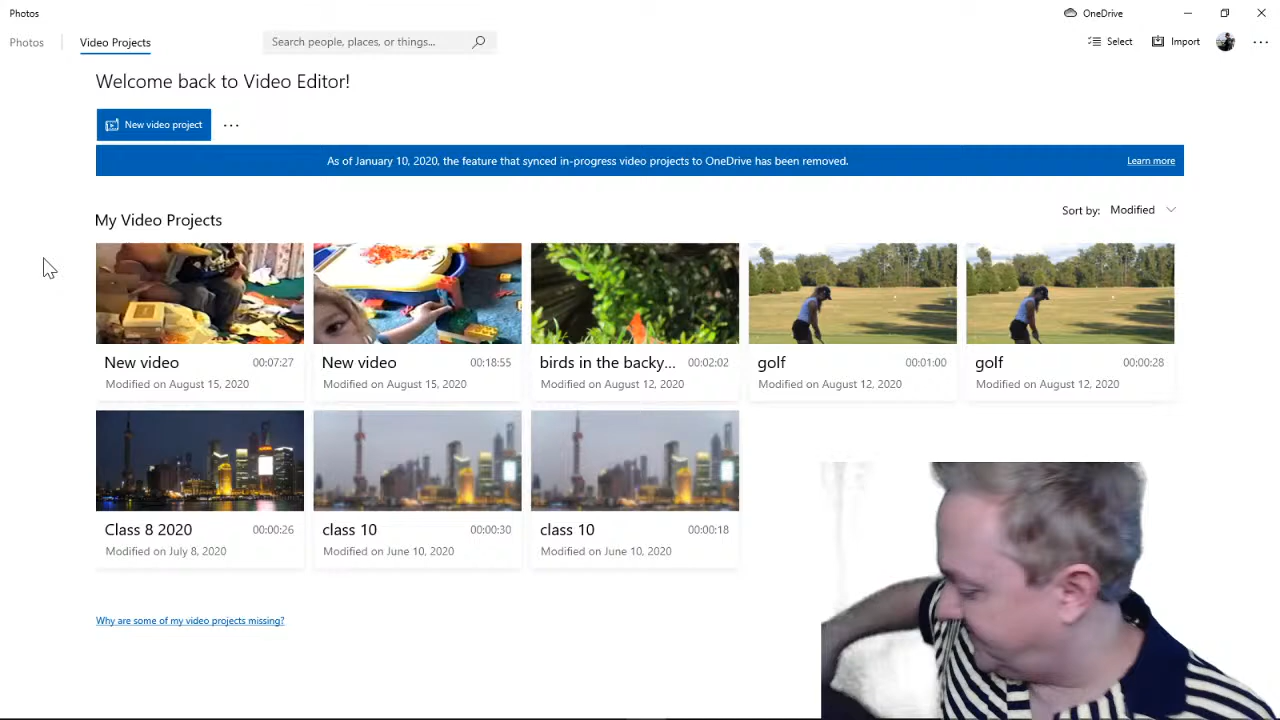 Photos
OneDrive
Photos
Video Projects
Search people, places, or things...
Select
Import
Welcome back to Video Editor!
New video project
As of January 10, 2020, the feature that synced in-progress video projects to OneDrive has been removed.
Learn more
My Video Projects
Sort by: Modified
New video 00:07:27
Modified on August 15, 2020
New video 00:18:55
Modified on August 15, 2020
birds in the backy... 00:02:02
Modified on August 12, 2020
golf 00:01:00
Modified on August 12, 2020
golf 00:00:28
Modified on August 12, 2020
Class 8 2020 00:00:26
Modified on July 8, 2020
class 10 00:00:30
Modified on June 10, 2020
class 10 00:00:18
Modified on June 10, 2020
Why are some of my video projects missing?